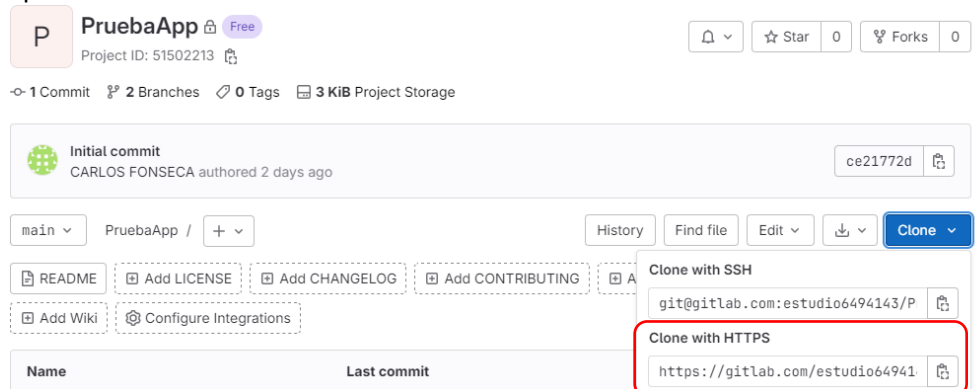 P
PruebaApp Free
Project ID: 51502213
Star 0
Forks 0
1 Commit 2 Branches 0 Tags 3 KiB Project Storage
Initial commit
CARLOS FONSECA authored 2 days ago
ce21772d
main PruebaApp / +
History Find file Edit Clone
README Add LICENSE Add CHANGELOG Add CONTRIBUTING A
Clone with SSH
git@gitlab.com:estudio6494143/P
Add Wiki Configure Integrations
Clone with HTTPS
https://gitlab.com/estudio64941
Name Last commit